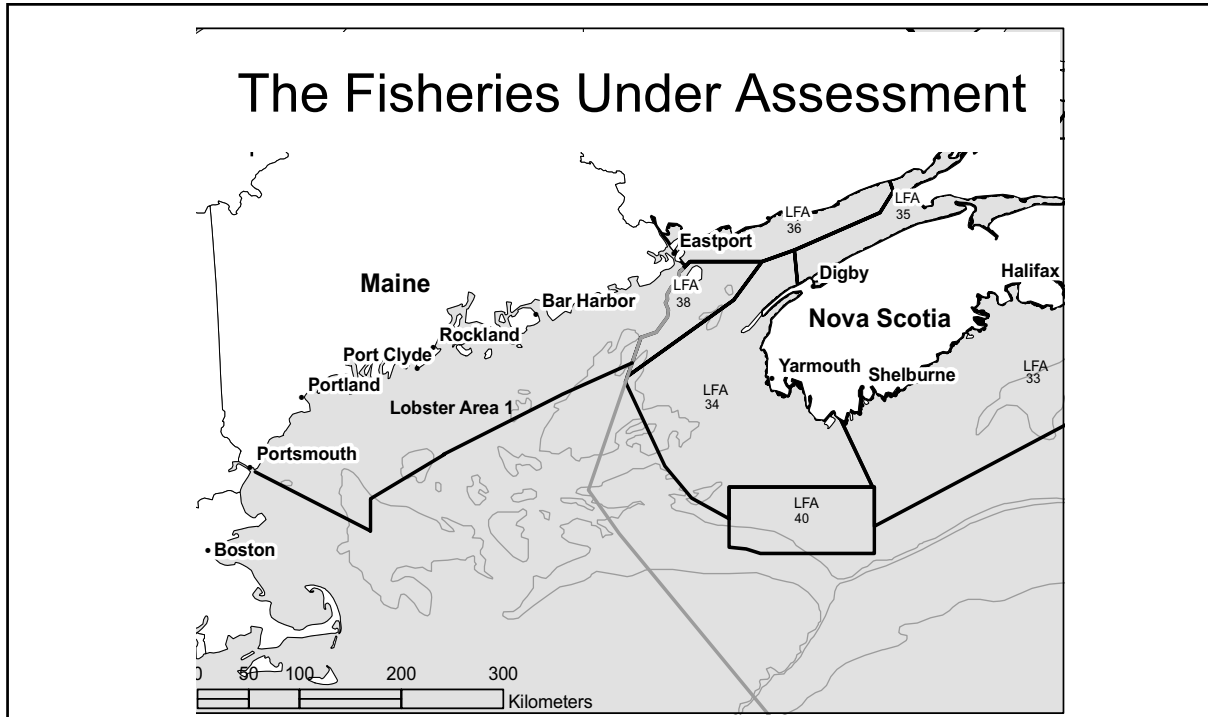 The Fisheries Under Assessment
LFA
35
LFA
36
Eastport
Digby
Halifax
LFA
38
Maine
Bar Harbor
Nova Scotia
Rockland
Port Clyde
Yarmouth
Shelburne
LFA
33
Portland
Lobster Area 1
LFA
34
Portsmouth
LFA
40
Boston
0 50 100 200 300
Kilometers